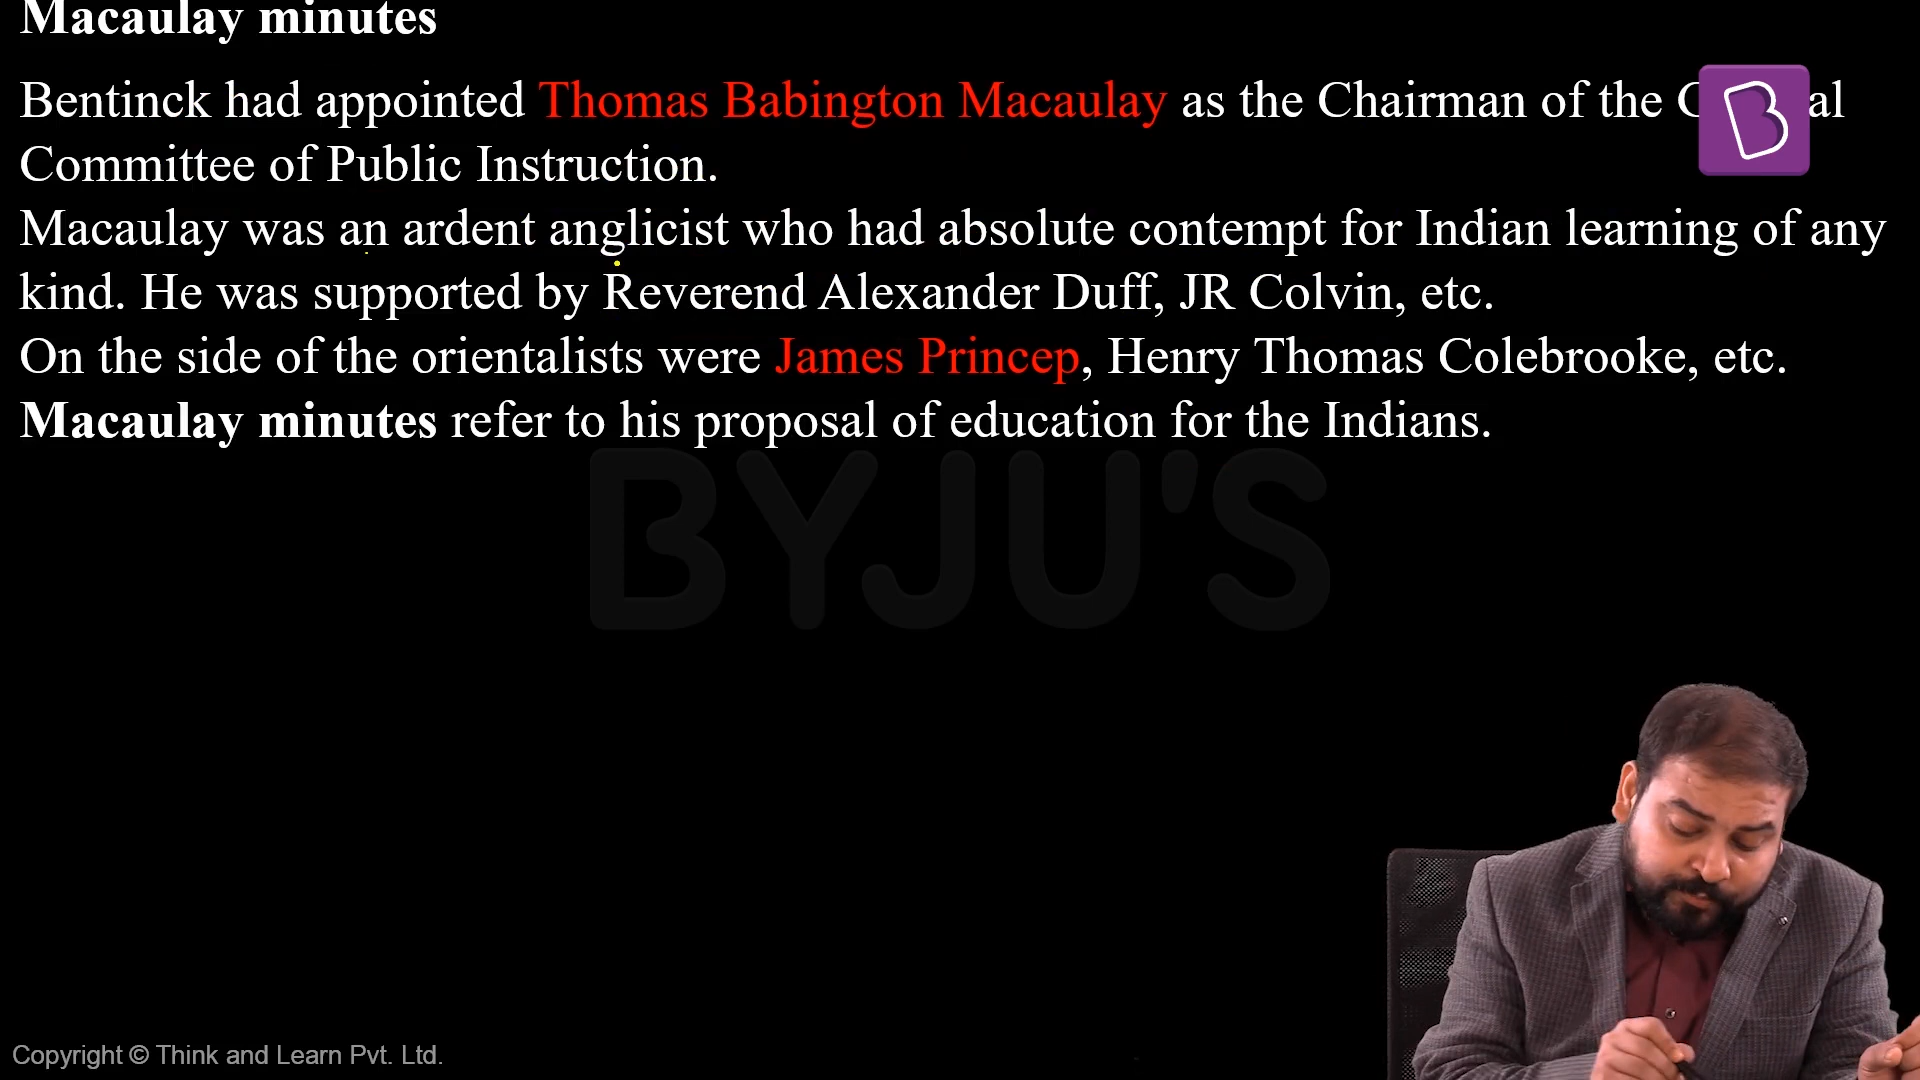 Macaulay minutes
Bentinck had appointed Thomas Babington Macaulay as the Chairman of the
Committee of Public Instruction.
Macaulay was an ardent anglicist who had absolute contempt for Indian learning of any
kind. He was supported by Reverend Alexander Duff, JR Colvin, etc.
On the side of the orientalists were James Princep, Henry Thomas Colebrooke, etc.
Macaulay minutes refer to his proposal of education for the Indians.
BYJU'S
Copyright © Think and Learn Pvt. Ltd.